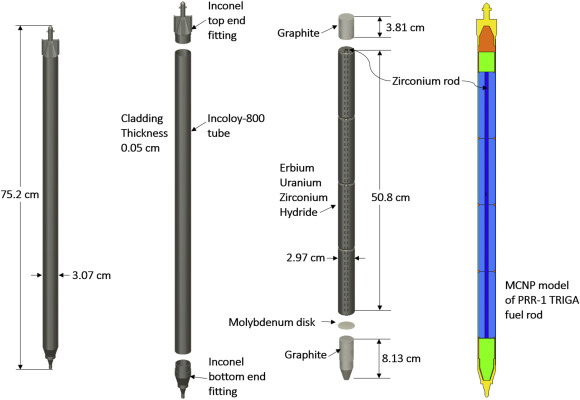 Inconel
top end
fitting
75.2 cm
3.07 cm
Cladding
Thickness
0.05 cm
Incoloy-800
tube
Inconel
bottom end
fitting
Graphite
3.81 cm
Zirconium rod
Erbium
Uranium
Zirconium
Hydride
50.8 cm
2.97 cm
Molybdenum disk
Graphite
8.13 cm
MCNP model
of PRR-1 TRIGA
fuel rod